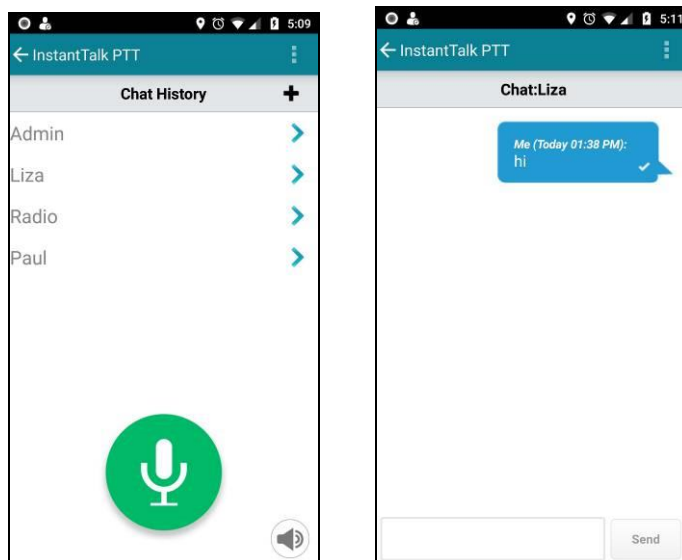 5:09
InstantTalk PTT
Chat History
Admin
Liza
Radio
Paul
5:11
InstantTalk PTT
Chat:Liza
Me (Today 01:38 PM):
hi
Send